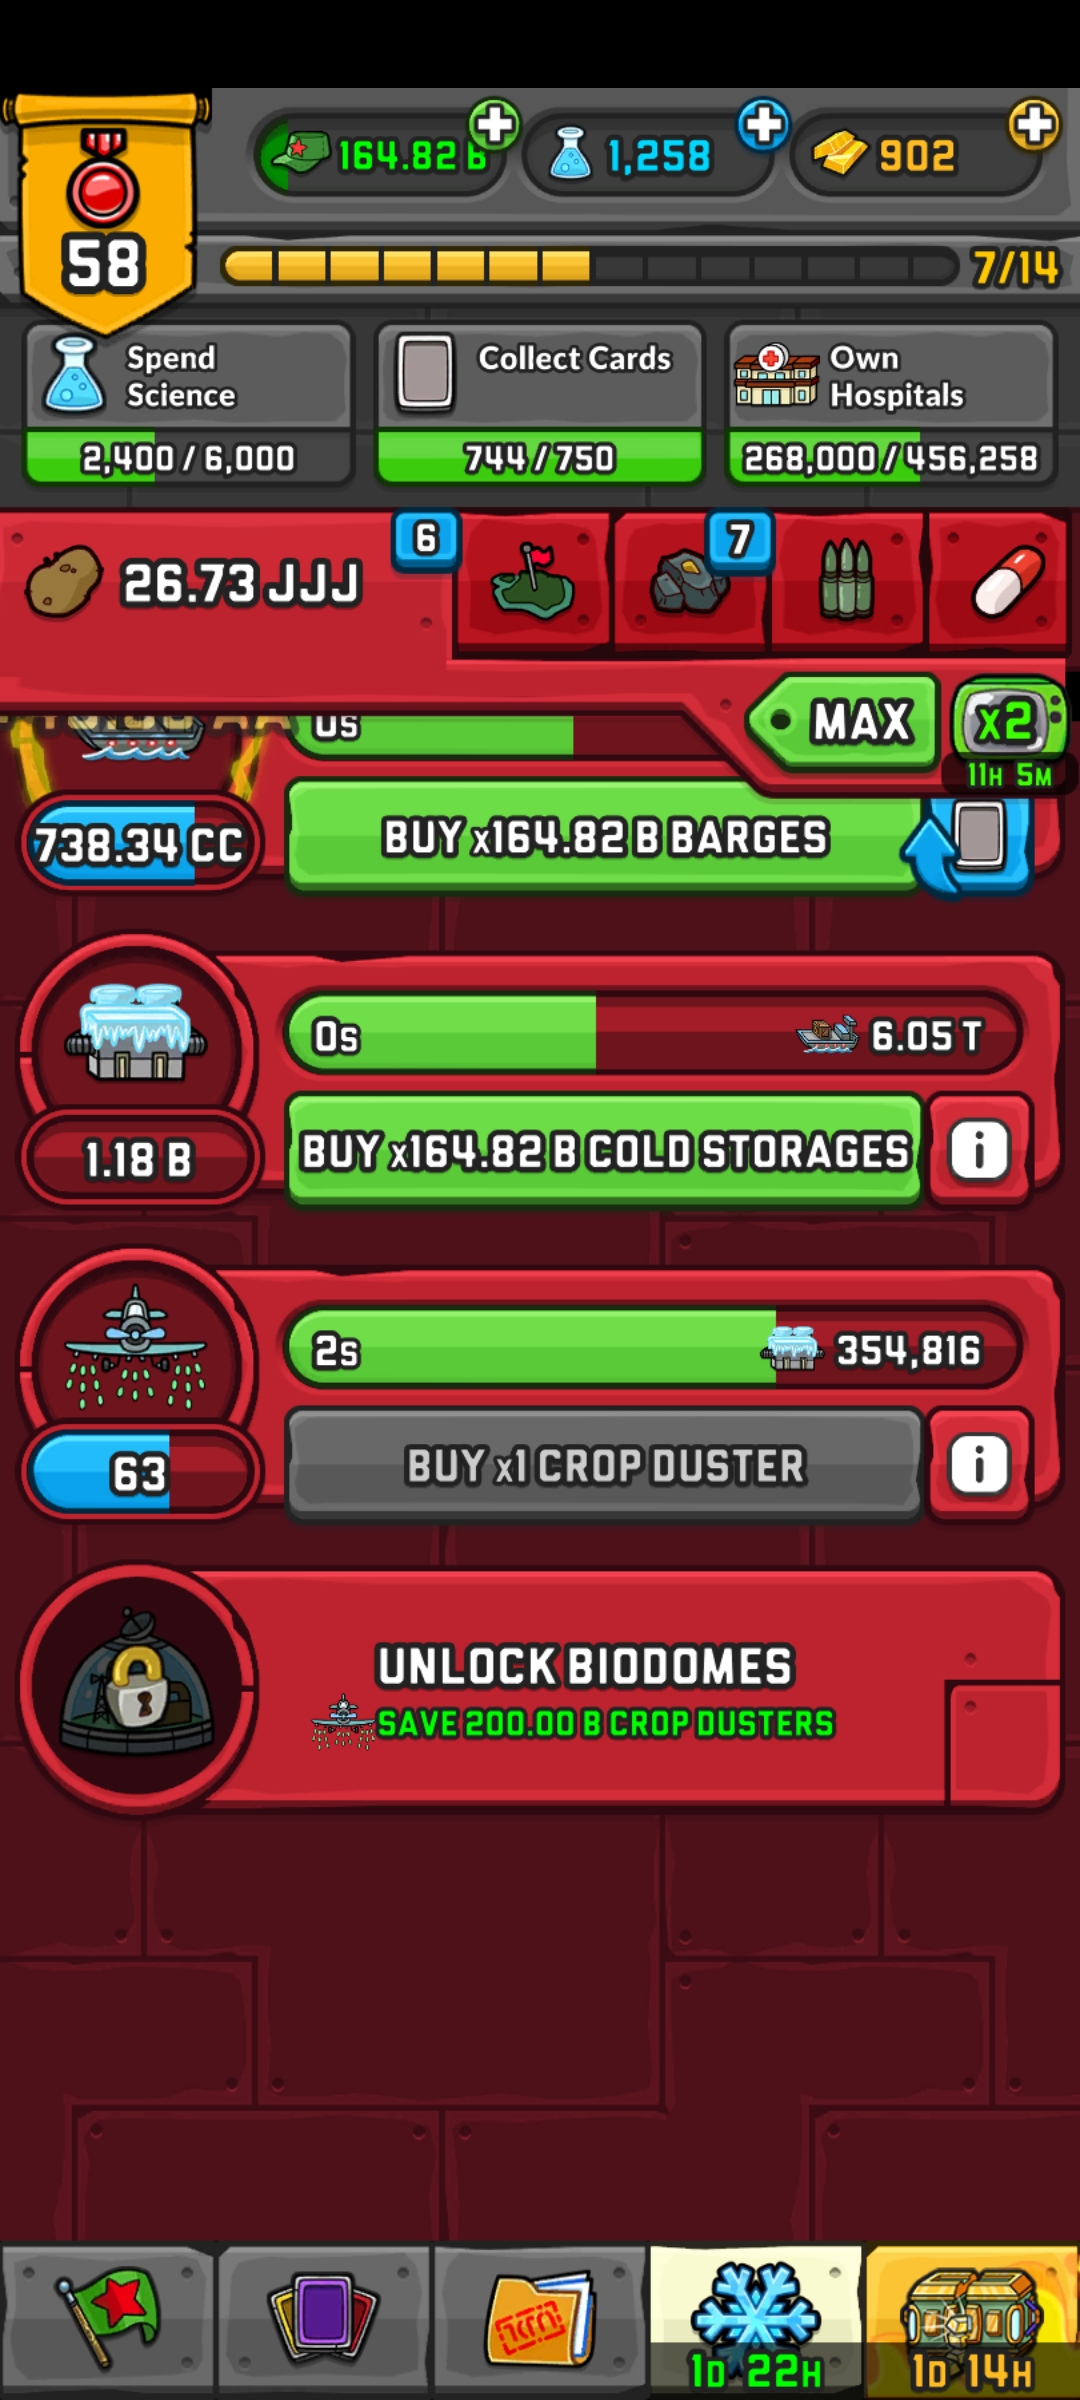 164.82 B
1,258
902
58
7/14
Spend
Science
2,400 / 6,000
Collect Cards
744 / 750
Own
Hospitals
268,000 / 456,258
26.73 JJJ
6
7
MAX
x2
11H 5M
0s
738.34 CC
BUY x164.82 B BARGES
0s
6.05 T
1.18 B
BUY x164.82 B COLD STORAGES
i
2s
354,816
63
BUY x1 CROP DUSTER
i
UNLOCK BIODOMES
SAVE 200.00 B CROP DUSTERS
1D 22H
1D 14H